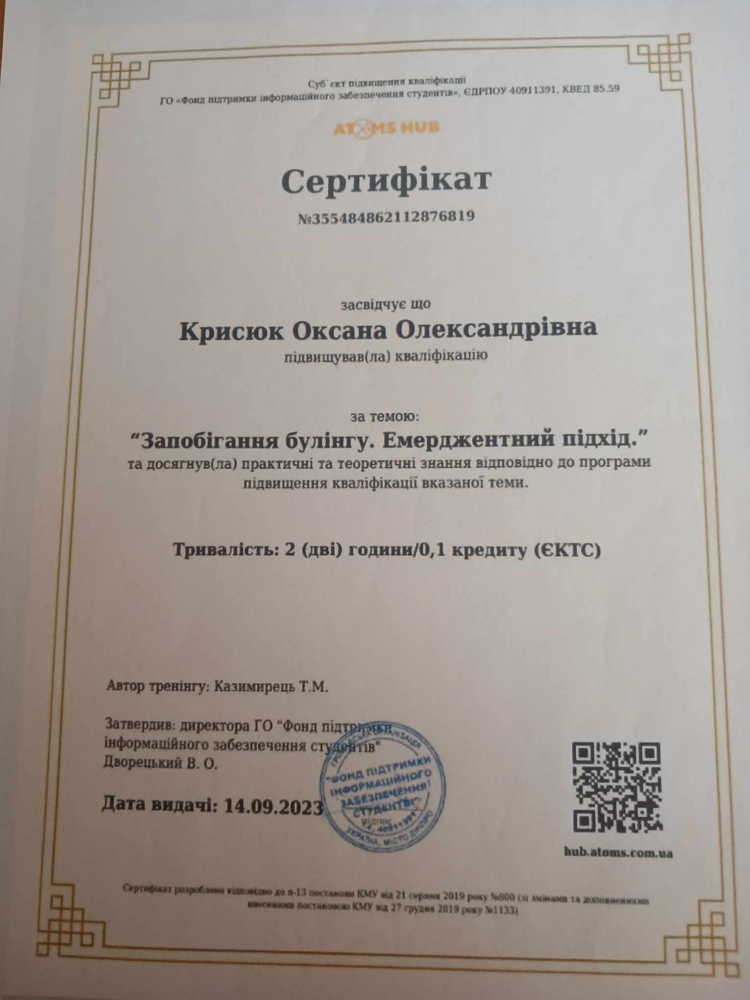 Суб`єкт підвищення кваліфікації
ГО «Фонд підтримки інформаційного забезпечення студентів», ЄДРПОУ 40911391, КВЕД 85.59
ATOMS HUB
Сертифікат
№355484862112876819
засвідчує що
Крисюк Оксана Олександрівна
підвищував(ла) кваліфікацію
за темою:
“Запобігання булінгу. Емерджентний підхід.”
та досягнув(ла) практичні та теоретичні знання відповідно до програми
підвищення кваліфікації вказаної теми.
Тривалість: 2 (дві) години/0,1 кредиту (ЄКТС)
Автор тренінгу: Казимирець Т.М.
Затвердив: директора ГО "Фонд підтримки
інформаційного забезпечення студентів"
Дворецький В. О.
Дата видачі: 14.09.2023
ГРОМАДСЬКА ОРГАНІЗАЦІЯ
"ФОНД ПІДТРИМКИ
ІНФОРМАЦІЙНОГО
ЗАБЕЗПЕЧЕННЯ
СТУДЕНТІВ"
підпис
40911391
УКРАЇНА, МІСТО ДНІПРО
hub.atoms.com.ua
Сертифікат розроблено відповідно до п-13 постанови КМУ від 21 серпня 2019 року №800 (зі змінами та доповненнями
внесеними постановою КМУ від 27 грудня 2019 року №1133)